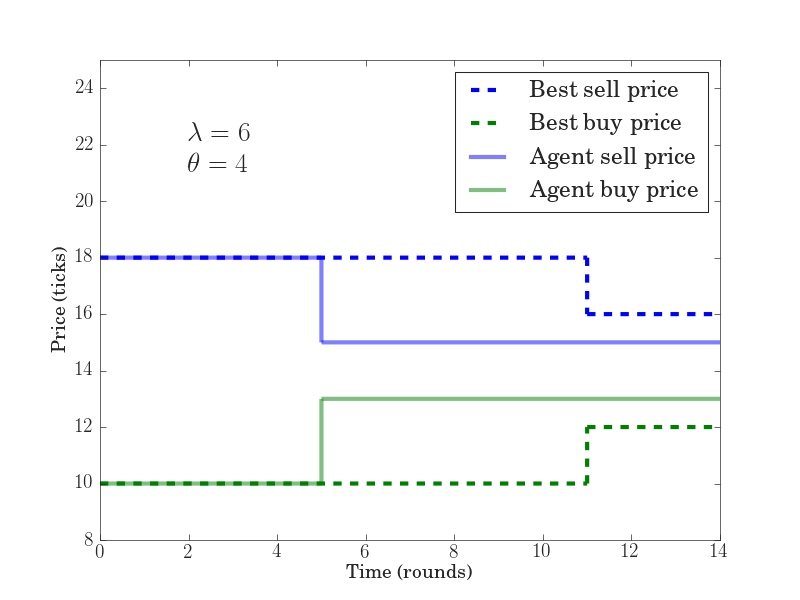 24
22
20
18
16
14
12
10
8
Price (ticks)
λ = 6
θ = 4
Best sell price
Best buy price
Agent sell price
Agent buy price
0 2 4 6 8 10 12 14
Time (rounds)